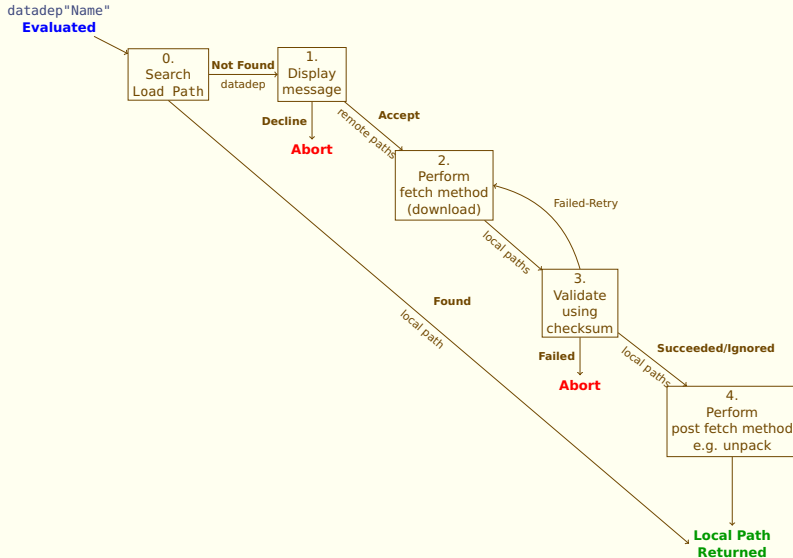 datadep"Name"
Evaluated
0.
Search
Load Path
Not Found
datadep
1.
Display
message
Decline
Abort
Accept
remote paths
2.
Perform
fetch method
(download)
Failed-Retry
local paths
3.
Validate
using
checksum
Found
local path
Failed
Abort
Succeeded/Ignored
local paths
4.
Perform
post fetch method
e.g. unpack
Local Path
Returned